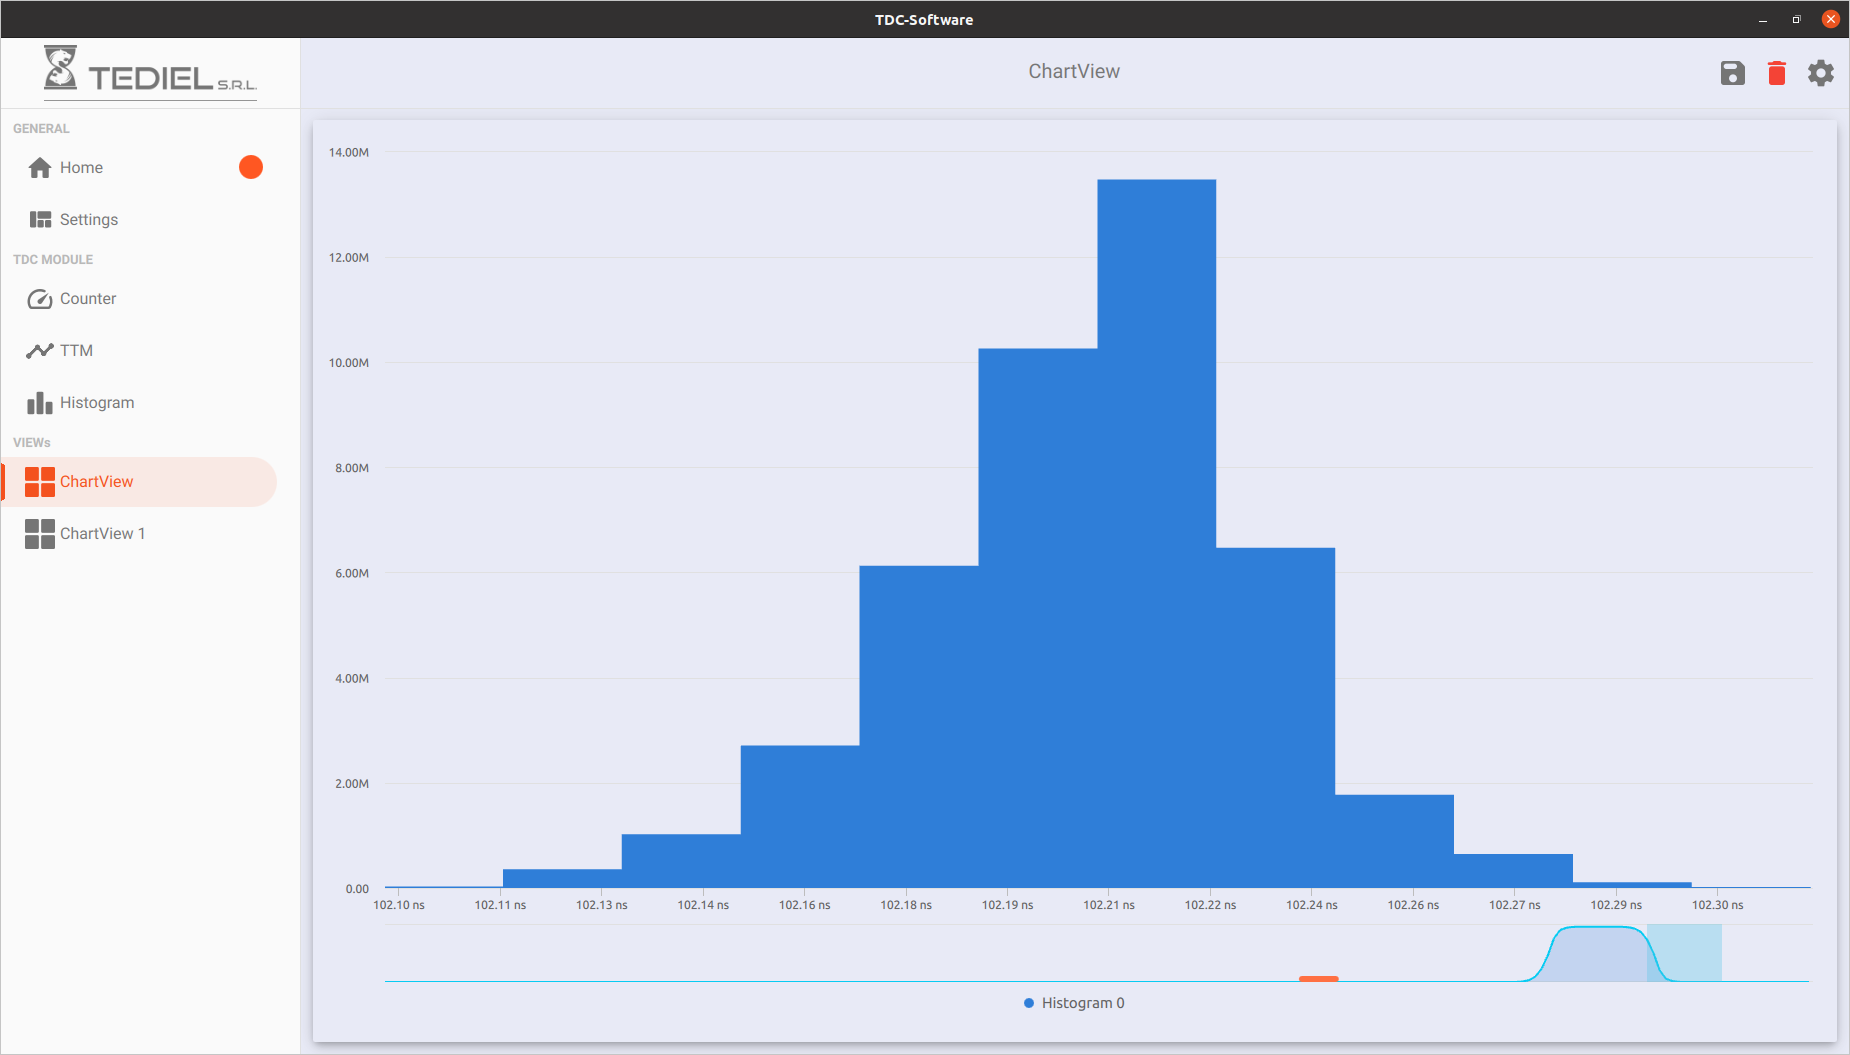 TDC-Software
TEDIEL S.R.L.
ChartView
GENERAL
Home
Settings
TDC MODULE
Counter
TTM
Histogram
VIEWs
ChartView
ChartView 1
14.00M
12.00M
10.00M
8.00M
6.00M
4.00M
2.00M
0.00
102.10 ns 102.11 ns 102.13 ns 102.14 ns 102.16 ns 102.18 ns 102.19 ns 102.21 ns 102.22 ns 102.24 ns 102.26 ns 102.27 ns 102.29 ns 102.30 ns
Histogram 0